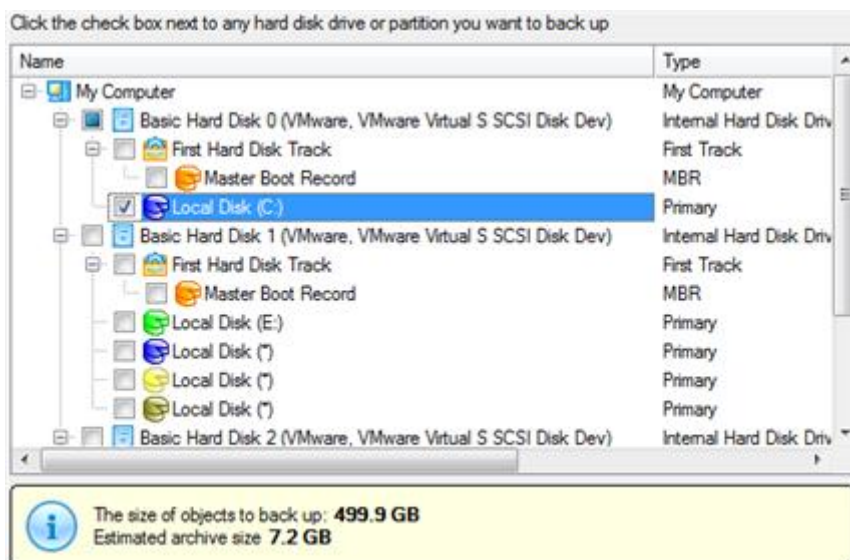 Click the check box next to any hard disk drive or partition you want to back up
Name Type
My Computer My Computer
Basic Hard Disk 0 (VMware, VMware Virtual S SCSI Disk Dev) Internal Hard Disk Driv
First Hard Disk Track First Track
Master Boot Record MBR
Local Disk (C:) Primary
Basic Hard Disk 1 (VMware, VMware Virtual S SCSI Disk Dev) Internal Hard Disk Driv
First Hard Disk Track First Track
Master Boot Record MBR
Local Disk (E:) Primary
Local Disk (*) Primary
Local Disk (*) Primary
Local Disk (*) Primary
Basic Hard Disk 2 (VMware, VMware Virtual S SCSI Disk Dev) Internal Hard Disk Driv
The size of objects to back up: 499.9 GB
Estimated archive size 7.2 GB